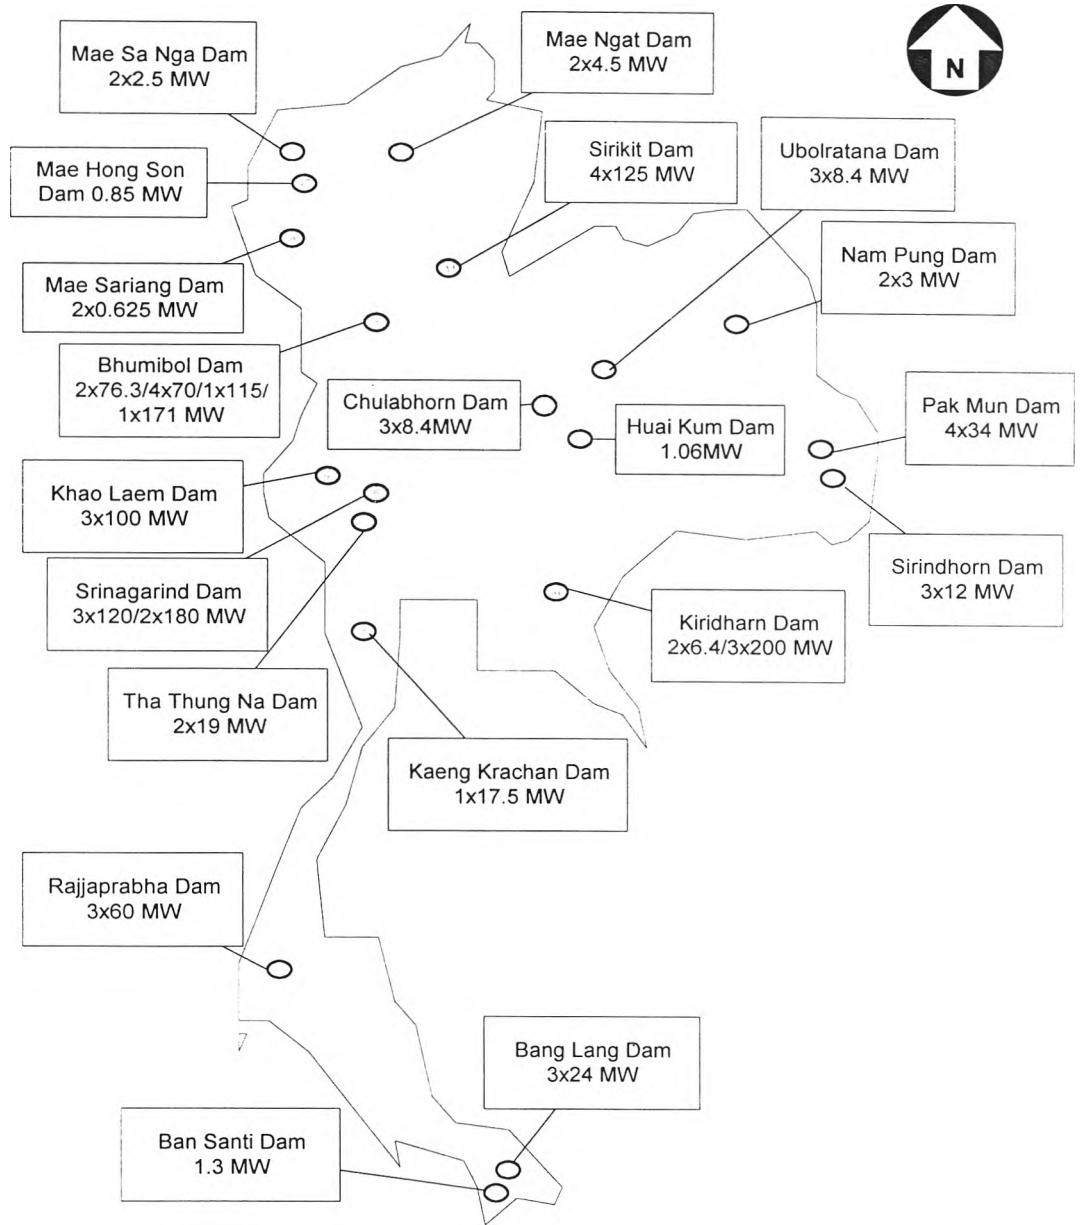 Mae Sa Nga Dam
2x2.5 MW
Mae Ngat Dam
2x4.5 MW
N
Mae Hong Son
Dam 0.85 MW
Sirikit Dam
4x125 MW
Ubolratana Dam
3x8.4 MW
Mae Sariang Dam
2x0.625 MW
Nam Pung Dam
2x3 MW
Bhumibol Dam
2x76.3/4x70/1x115/
1x171 MW
Chulabhorn Dam
3x8.4MW
Huai Kum Dam
1.06MW
Pak Mun Dam
4x34 MW
Khao Laem Dam
3x100 MW
Srinagarind Dam
3x120/2x180 MW
Sirindhorn Dam
3x12 MW
Kiridharn Dam
2x6.4/3x200 MW
Tha Thung Na Dam
2x19 MW
Kaeng Krachan Dam
1x17.5 MW
Rajjaprabha Dam
3x60 MW
Bang Lang Dam
3x24 MW
Ban Santi Dam
1.3 MW